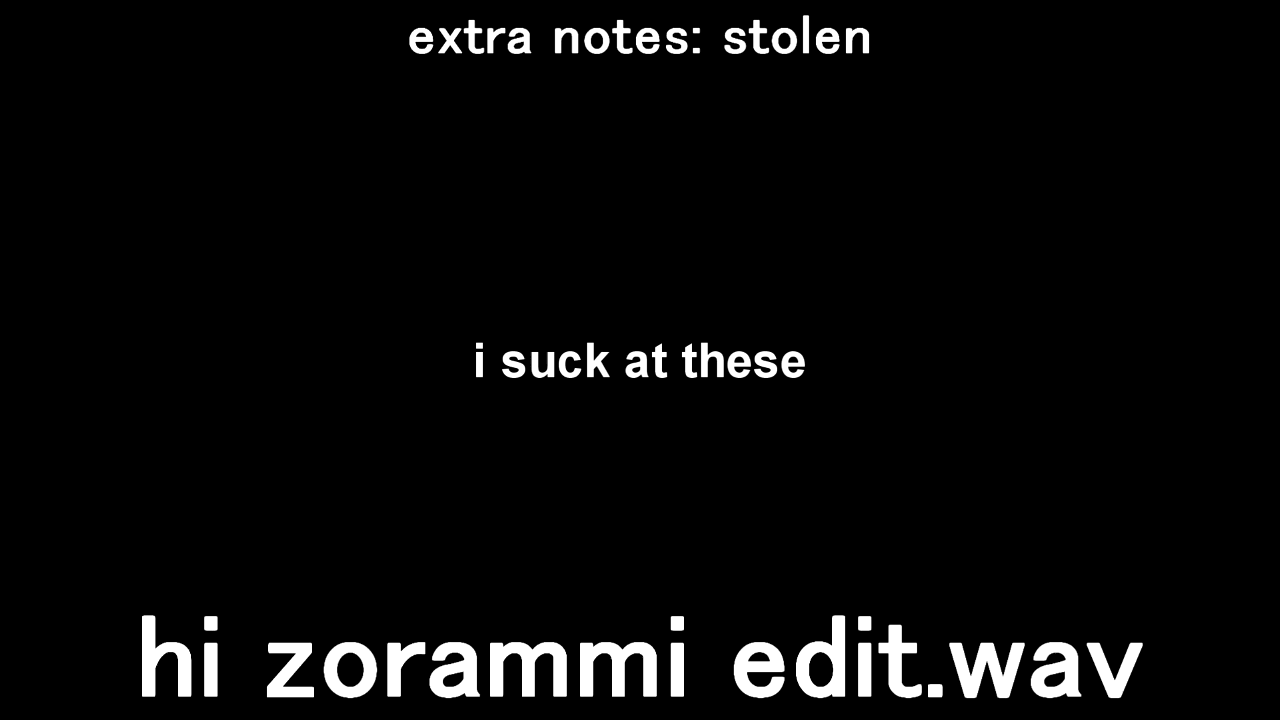 extra notes: stolen
i suck at these
hi zorammi edit.wav